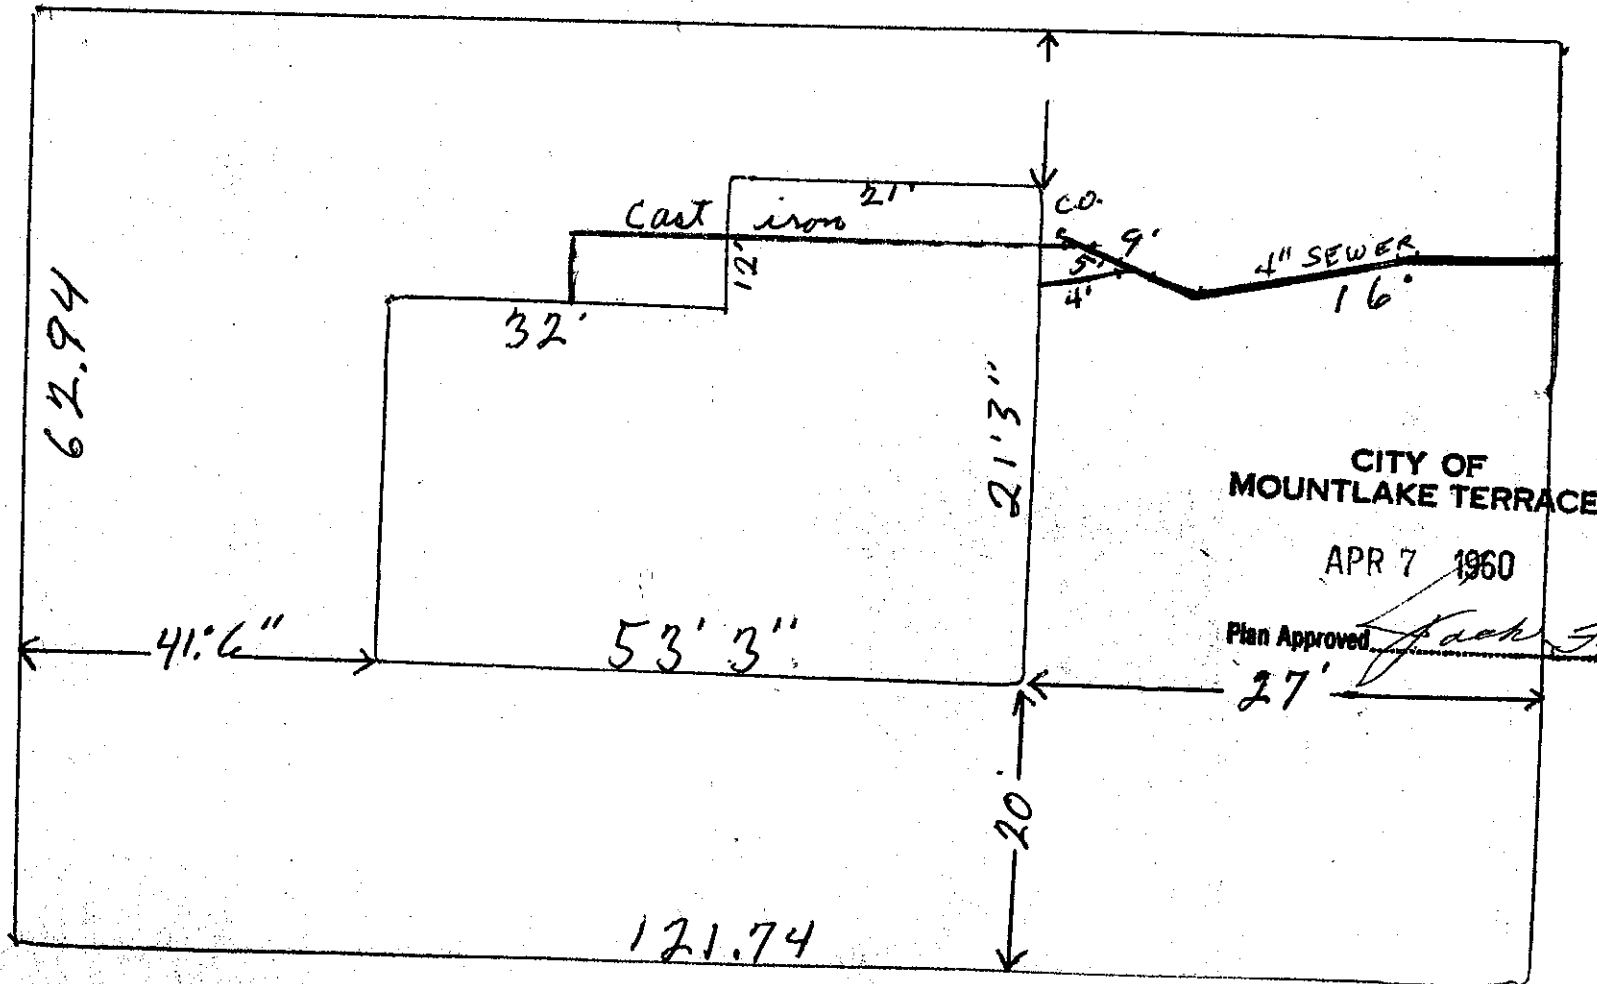 21'
C.O.
Cast iron
9'
12'
5'
4" SEWER
4'
16'
32'
62.94
21'3"
CITY OF
MOUNTLAKE TERRACE
APR 7 1960
Plan Approved Jack
41'6"
53' 3"
27'
20'
121.74